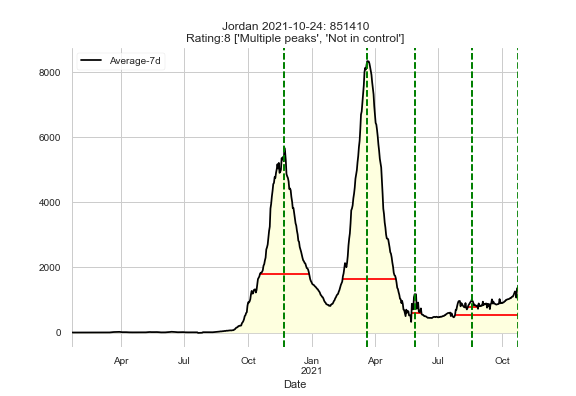 Jordan 2021-10-24: 851410
Rating:8 ['Multiple peaks', 'Not in control']
Average-7d
8000
6000
4000
2000
0
Apr Jul Oct Jan Apr Jul Oct
2021
Date